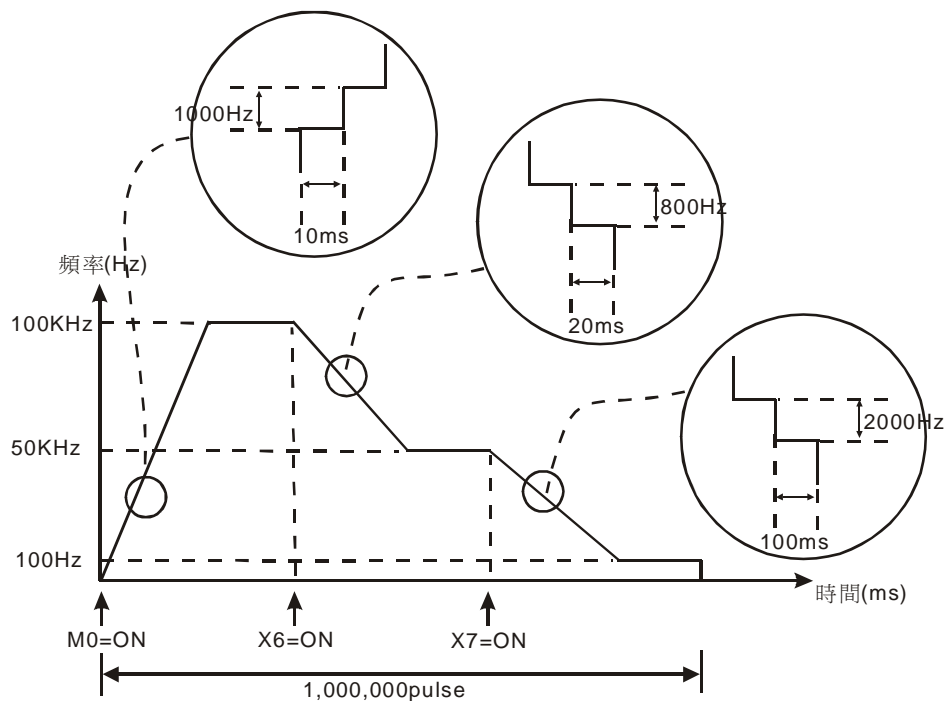 1000Hz
10ms
800Hz
20ms
2000Hz
100ms
頻率(Hz)
100KHz
50KHz
100Hz
時間(ms)
M0=ON
X6=ON
X7=ON
1,000,000pulse